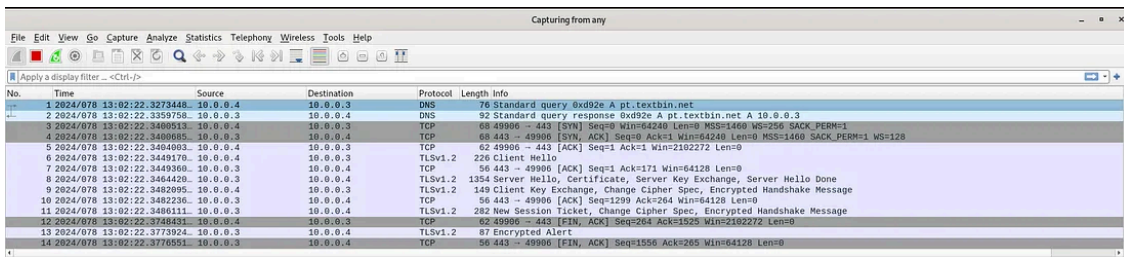 Capturing from any
File Edit View Go Capture Analyze Statistics Telephony Wireless Tools Help
Apply a display filter ... <Ctrl-/>
No. Time Source Destination Protocol Length Info
1 2024/078 13:02:22.3273448… 10.0.0.4 10.0.0.3 DNS 76 Standard query 0xd92e A pt.textbin.net
2 2024/078 13:02:22.3359758… 10.0.0.3 10.0.0.4 DNS 92 Standard query response 0xd92e A pt.textbin.net A 10.0.0.3
3 2024/078 13:02:22.3400513… 10.0.0.4 10.0.0.3 TCP 68 49906 → 443 [SYN] Seq=0 Win=64240 Len=0 MSS=1460 WS=256 SACK_PERM=1
4 2024/078 13:02:22.3400685… 10.0.0.3 10.0.0.4 TCP 68 443 → 49906 [SYN, ACK] Seq=0 Ack=1 Win=64240 Len=0 MSS=1460 SACK_PERM=1 WS=128
5 2024/078 13:02:22.3404003… 10.0.0.4 10.0.0.3 TCP 62 49906 → 443 [ACK] Seq=1 Ack=1 Win=2102272 Len=0
6 2024/078 13:02:22.3449170… 10.0.0.4 10.0.0.3 TLSv1.2 226 Client Hello
7 2024/078 13:02:22.3449360… 10.0.0.3 10.0.0.4 TCP 56 443 → 49906 [ACK] Seq=1 Ack=171 Win=64128 Len=0
8 2024/078 13:02:22.3464420… 10.0.0.3 10.0.0.4 TLSv1.2 1354 Server Hello, Certificate, Server Key Exchange, Server Hello Done
9 2024/078 13:02:22.3482095… 10.0.0.4 10.0.0.3 TLSv1.2 149 Client Key Exchange, Change Cipher Spec, Encrypted Handshake Message
10 2024/078 13:02:22.3482236… 10.0.0.3 10.0.0.4 TCP 56 443 → 49906 [ACK] Seq=1299 Ack=264 Win=64128 Len=0
11 2024/078 13:02:22.3486111… 10.0.0.3 10.0.0.4 TLSv1.2 282 New Session Ticket, Change Cipher Spec, Encrypted Handshake Message
12 2024/078 13:02:22.3748431… 10.0.0.4 10.0.0.3 TCP 62 49906 → 443 [FIN, ACK] Seq=264 Ack=1525 Win=2102272 Len=0
13 2024/078 13:02:22.3773924… 10.0.0.3 10.0.0.4 TLSv1.2 87 Encrypted Alert
14 2024/078 13:02:22.3776551… 10.0.0.3 10.0.0.4 TCP 56 443 → 49906 [FIN, ACK] Seq=1556 Ack=265 Win=64128 Len=0